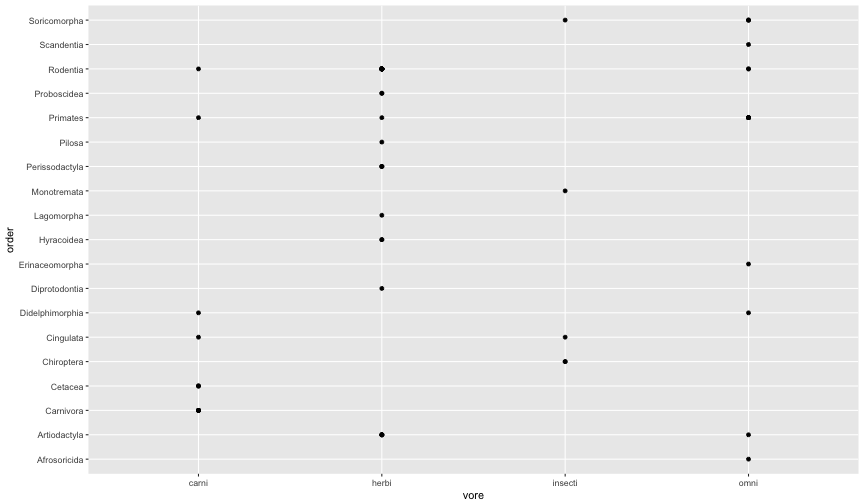 Soricomorpha
Scandentia
Rodentia
Proboscidea
Primates
Pilosa
Perissodactyla
Monotremata
Lagomorpha
Hyracoidea
Erinaceomorpha
Diprotodontia
Didelphimorphia
Cingulata
Chiroptera
Cetacea
Carnivora
Artiodactyla
Afrosoricida
order
carni herbi insecti omni
vore